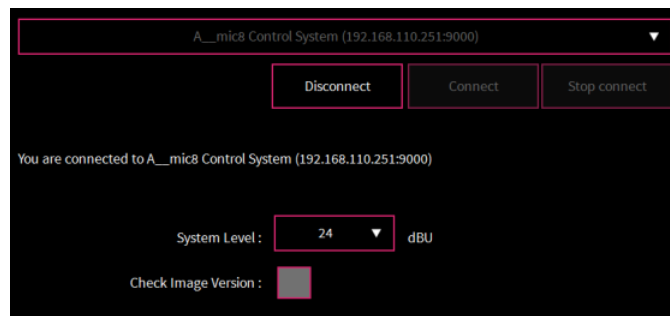 A__mic8 Control System (192.168.110.251:9000)
Disconnect Connect Stop connect
You are connected to A__mic8 Control System (192.168.110.251:9000)
System Level : 24 dBU
Check Image Version :